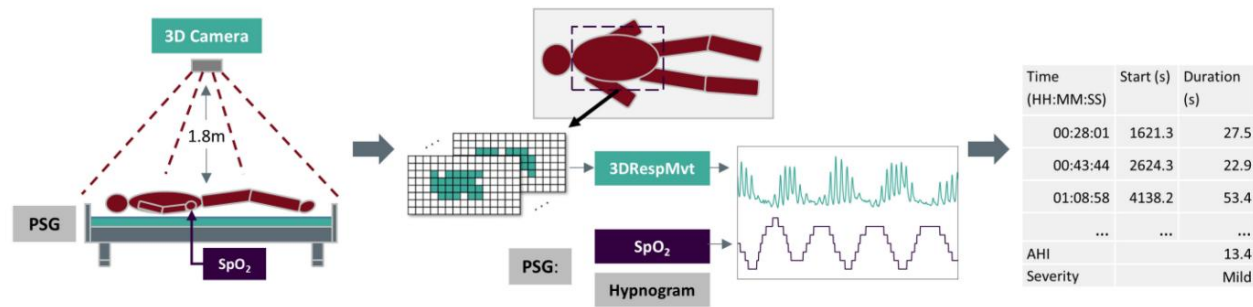 3D Camera
1.8m
PSG
SpO₂
...
...
3DRespMvt
PSG:
SpO₂
Hypnogram
Time (HH:MM:SS) Start (s) Duration (s)
00:28:01 1621.3 27.5
00:43:44 2624.3 22.9
01:08:58 4138.2 53.4
... ... ...
AHI 13.4
Severity Mild